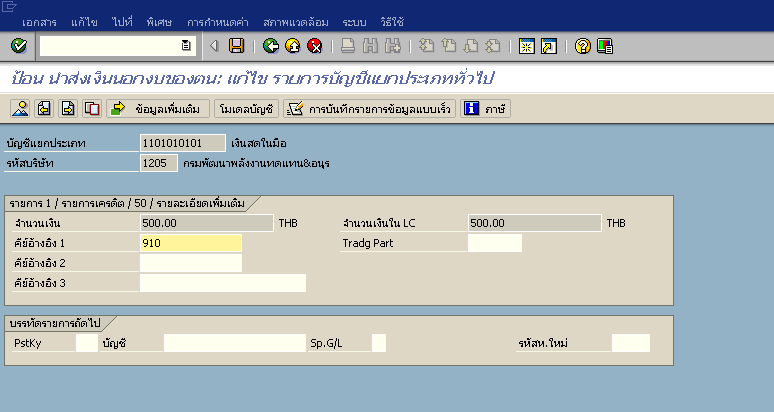 เอกสาร แก้ไข ไปที่ พิเศษ การกำหนดค่า สภาพแวดล้อม ระบบ วิธีใช้
ป้อน นำส่งเงินนอกงบของตน: แก้ไข รายการบัญชีแยกประเภททั่วไป
ข้อมูลเพิ่มเติม โมเดลบัญชี การบันทึกรายการข้อมูลแบบเร็ว ภาษี
บัญชีแยกประเภท 1101010101 เงินสดในมือ
รหัสบริษัท 1205 กรมพัฒนาพลังงานทดแทน&อนุร
รายการ 1 / รายการเครดิต / 50 / รายละเอียดเพิ่มเติม
จำนวนเงิน 500.00 THB จำนวนเงินใน LC 500.00 THB
คีย์อ้างอิง 1 910 Tradg Part
คีย์อ้างอิง 2
คีย์อ้างอิง 3
บรรทัดรายการถัดไป
PstKy บัญชี Sp.G/L รหัสห.ใหม่